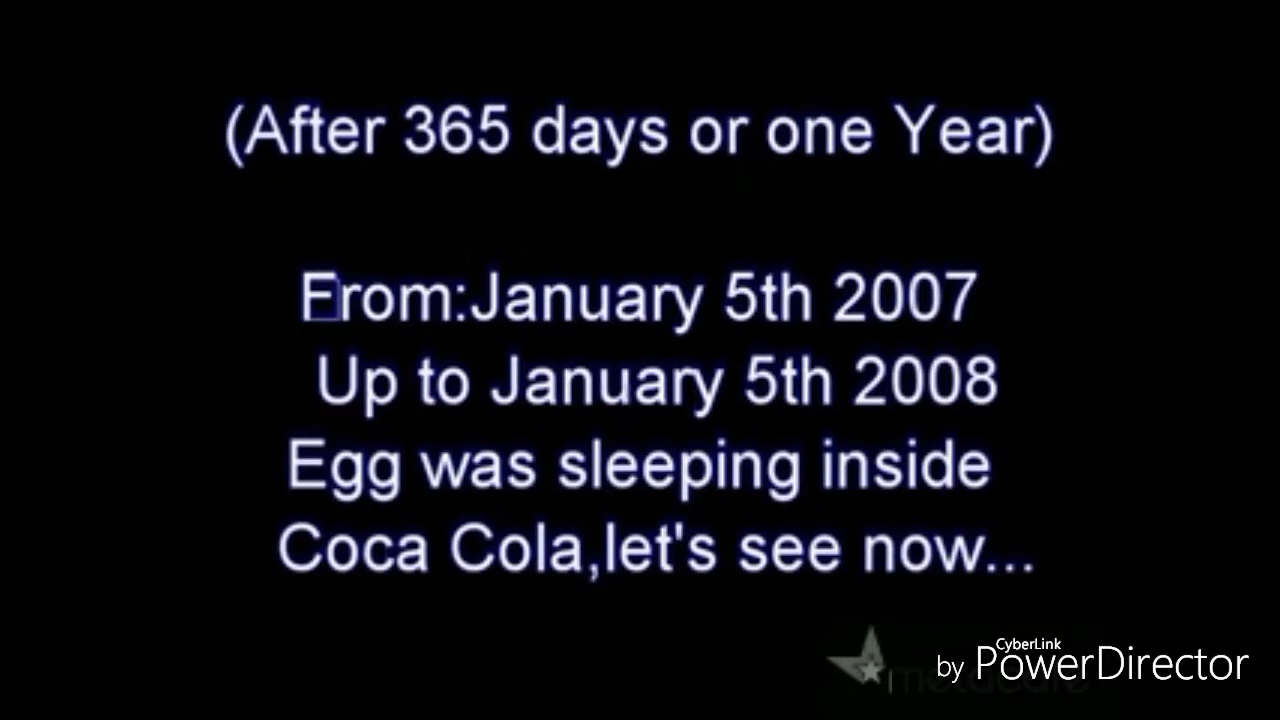 (After 365 days or one Year)
From:January 5th 2007
Up to January 5th 2008
Egg was sleeping inside
Coca Cola,let's see now...
CyberLink
by PowerDirector